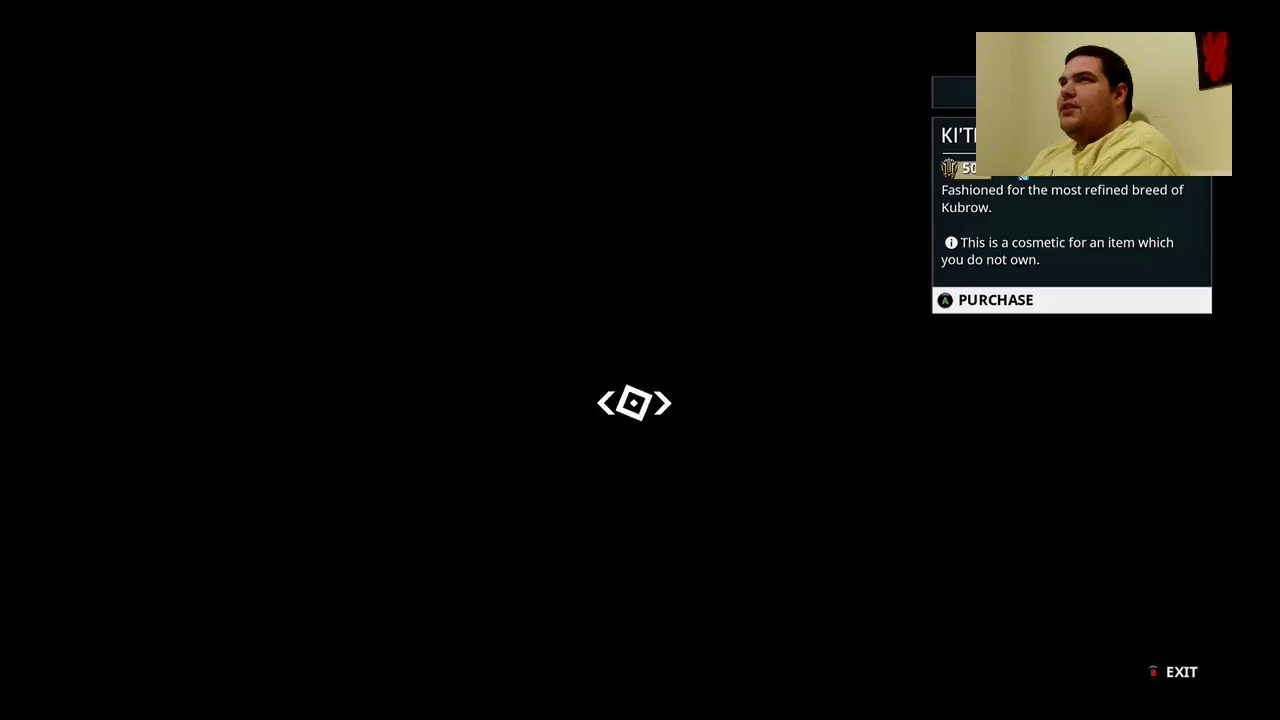 50
Fashioned for the most refined breed of
Kubrow.
This is a cosmetic for an item which
you do not own.
A PURCHASE
B EXIT